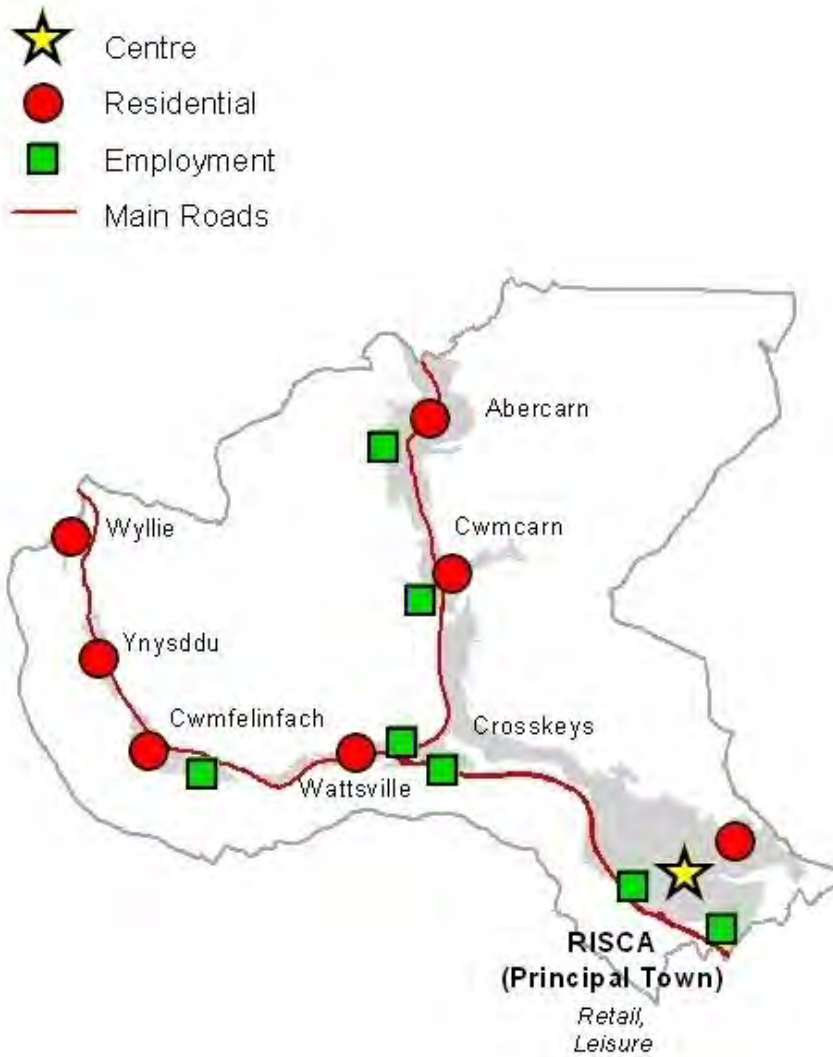 Centre
Residential
Employment
Main Roads
Abercarn
Wyllie
Cwmcarn
Ynysddu
Cwmfelinfach
Crosskeys
Wattsville
RISCA
(Principal Town)
Retail,
Leisure